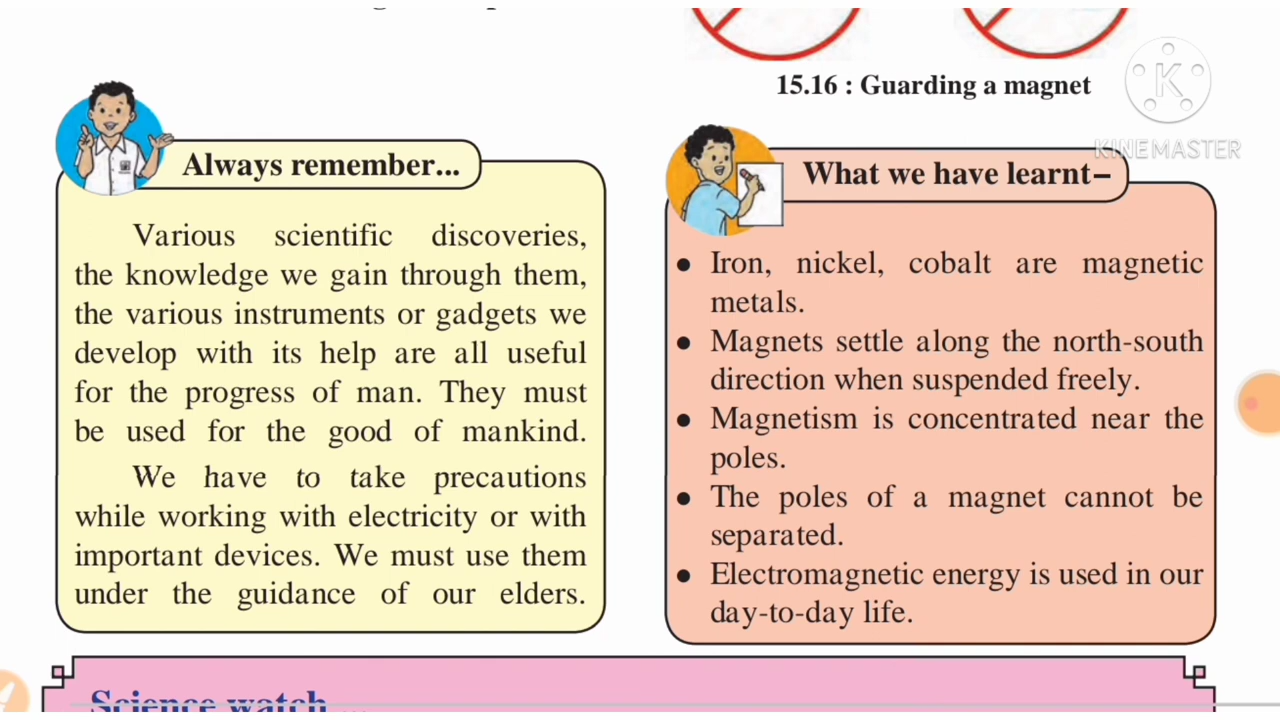 15.16 : Guarding a magnet
K
KINEMASTER
Always remember...
Various scientific discoveries,
the knowledge we gain through them,
the various instruments or gadgets we
develop with its help are all useful
for the progress of man. They must
be used for the good of mankind.
We have to take precautions
while working with electricity or with
important devices. We must use them
under the guidance of our elders.
What we have learnt–
● Iron, nickel, cobalt are magnetic
metals.
● Magnets settle along the north-south
direction when suspended freely.
● Magnetism is concentrated near the
poles.
● The poles of a magnet cannot be
separated.
● Electromagnetic energy is used in our
day-to-day life.
Science watch ...